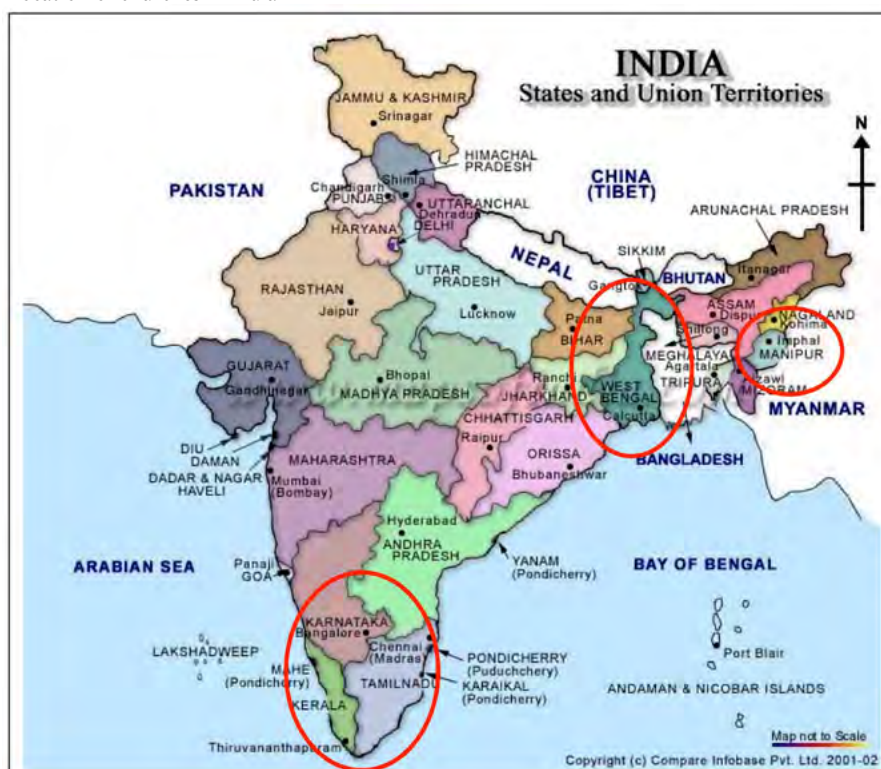 INDIA
States and Union Territories
N
JAMMU & KASHMIR
Srinagar
HIMACHAL
PRADESH
Shimla
CHINA
(TIBET)
PAKISTAN
Chandigarh
PUNJAB
UTTARANCHAL
Dehradun
ARUNACHAL PRADESH
HARYANA
DELHI
SIKKIM
NEPAL
BHUTAN
Itanagar
UTTAR
PRADESH
Gangtok
RAJASTHAN
Jaipur
Lucknow
ASSAM
Dispur
NAGALAND
Kohima
Patna
BIHAR
Shillong
Imphal
MEGHALAYA
MANIPUR
GUJARAT
Gandhinagar
Bhopal
MADHYA PRADESH
Ranchi
JHARKHAND
WEST
BENGAL
Agartala
TRIPURA
Aizawl
MIZORAM
Calcutta
MYANMAR
CHHATTISGARH
Raipur
DIU
DAMAN
DADAR & NAGAR
HAVELI
MAHARASHTRA
ORISSA
Bhubaneshwar
BANGLADESH
Mumbai
(Bombay)
Hyderabad
ANDHRA
PRADESH
ARABIAN SEA
Panaji
GOA
YANAM
(Pondicherry)
BAY OF BENGAL
KARNATAKA
Bangalore
LAKSHADWEEP
Chennai
(Madras)
PONDICHERRY
(Puduchchery)
Port Blair
MAHE
(Pondicherry)
TAMILNADU
KARAIKAL
(Pondicherry)
ANDAMAN & NICOBAR ISLANDS
KERALA
Thiruvananthapuram
Map not to Scale
Copyright (c) Compare Infobase Pvt. Ltd. 2001-02